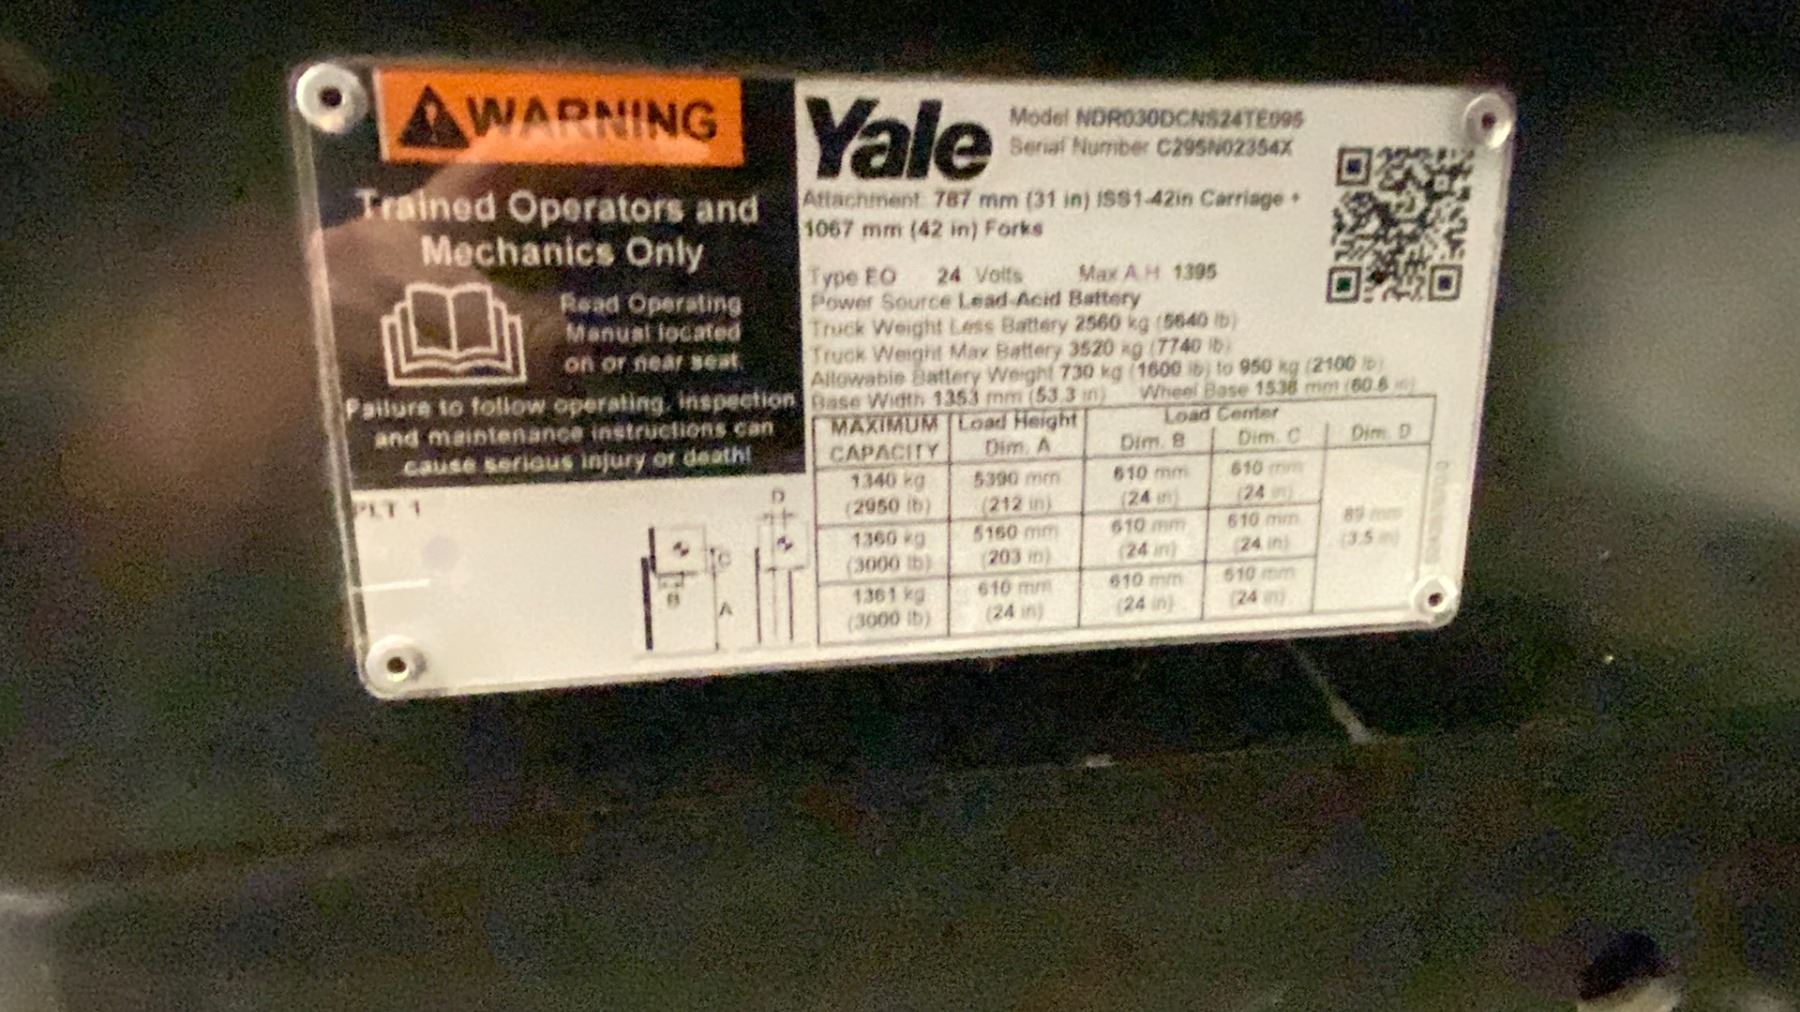 WARNING
Trained Operators and
Mechanics Only
Read Operating
Manual located
on or near seat.
Failure to follow operating, inspection
and maintenance instructions can
cause serious injury or death!
PLT 1
D
C
B
A
Yale
Model NDR030DCNS24TE095
Serial Number C295N02354X
Attachment 787 mm (31 in) ISS1-42in Carriage +
1067 mm (42 in) Forks
Type EO 24 Volts Max A.H. 1395
Power Source Lead-Acid Battery
Truck Weight Less Battery 2560 kg (5640 lb)
Truck Weight Max Battery 3520 kg (7740 lb)
Allowable Battery Weight 730 kg (1600 lb) to 950 kg (2100 lb)
Base Width 1353 mm (53.3 in) Wheel Base 1538 mm (60.6 in)
MAXIMUM CAPACITY Load Height Dim. A Load Center Dim. B Dim. C Dim. D
1340 kg 5390 mm 610 mm 610 mm
(2950 lb) (212 in) (24 in) (24 in)
1360 kg 5160 mm 610 mm 610 mm 89 mm
(3000 lb) (203 in) (24 in) (24 in) (3.5 in)
1361 kg 610 mm 610 mm 610 mm
(3000 lb) (24 in) (24 in) (24 in)